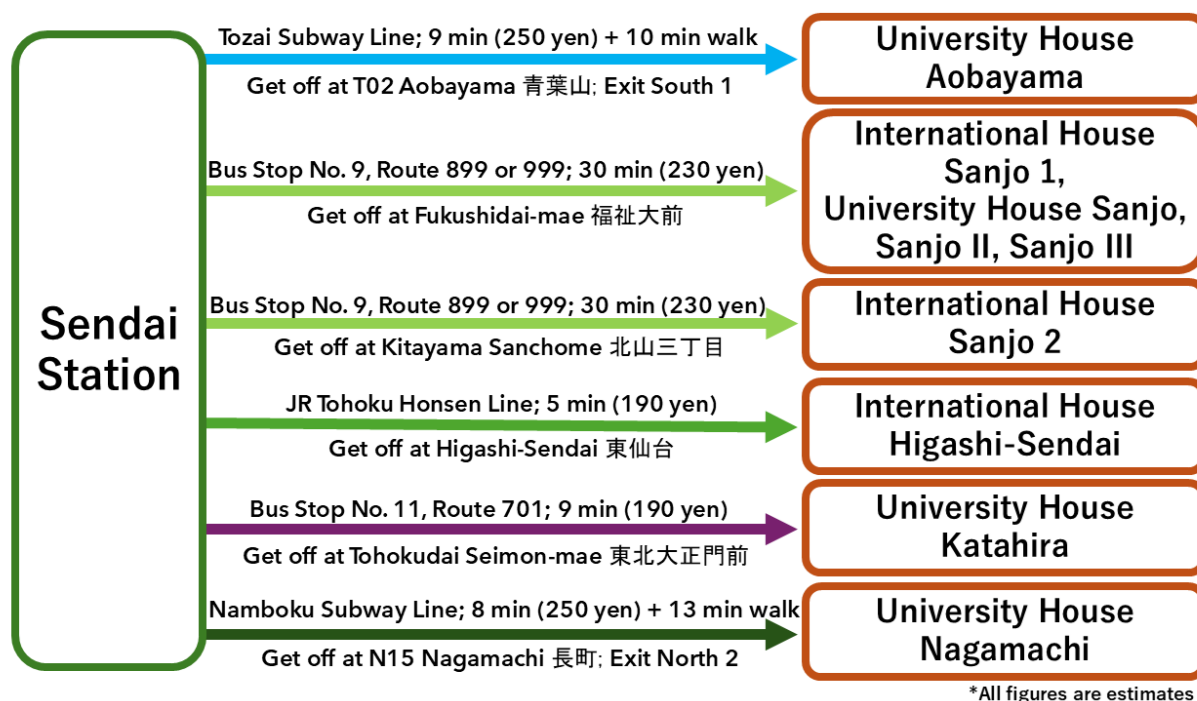 Sendai
Station
Tozai Subway Line; 9 min (250 yen) + 10 min walk
Get off at T02 Aobayama 青葉山; Exit South 1
University House
Aobayama
Bus Stop No. 9, Route 899 or 999; 30 min (230 yen)
Get off at Fukushidai-mae 福祉大前
International House
Sanjo 1,
University House Sanjo,
Sanjo II, Sanjo III
Bus Stop No. 9, Route 899 or 999; 30 min (230 yen)
Get off at Kitayama Sanchome 北山三丁目
International House
Sanjo 2
JR Tohoku Honsen Line; 5 min (190 yen)
Get off at Higashi-Sendai 東仙台
International House
Higashi-Sendai
Bus Stop No. 11, Route 701; 9 min (190 yen)
Get off at Tohokudai Seimon-mae 東北大正門前
University House
Katahira
Namboku Subway Line; 8 min (250 yen) + 13 min walk
Get off at N15 Nagamachi 長町; Exit North 2
University House
Nagamachi
*All figures are estimates